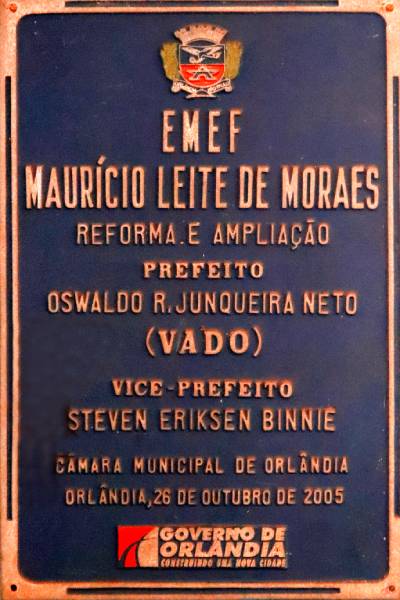 EMEF
MAURÍCIO LEITE DE MORAES
REFORMA.E AMPLIAÇÃO
PREFEITO
OSWALDO R.JUNQUEIRA NETO
(VADO)
VICE-PREFEITO
STEVEN ERIKSEN BINNIE
CÂMARA MUNICIPAL DE ORLÂNDIA
ORLÂNDIA,26 DE OUTUBRO DE 2005
GOVERNO DE
ORLANDIA
CONSTRUINDO UMA NOVA CIDADE